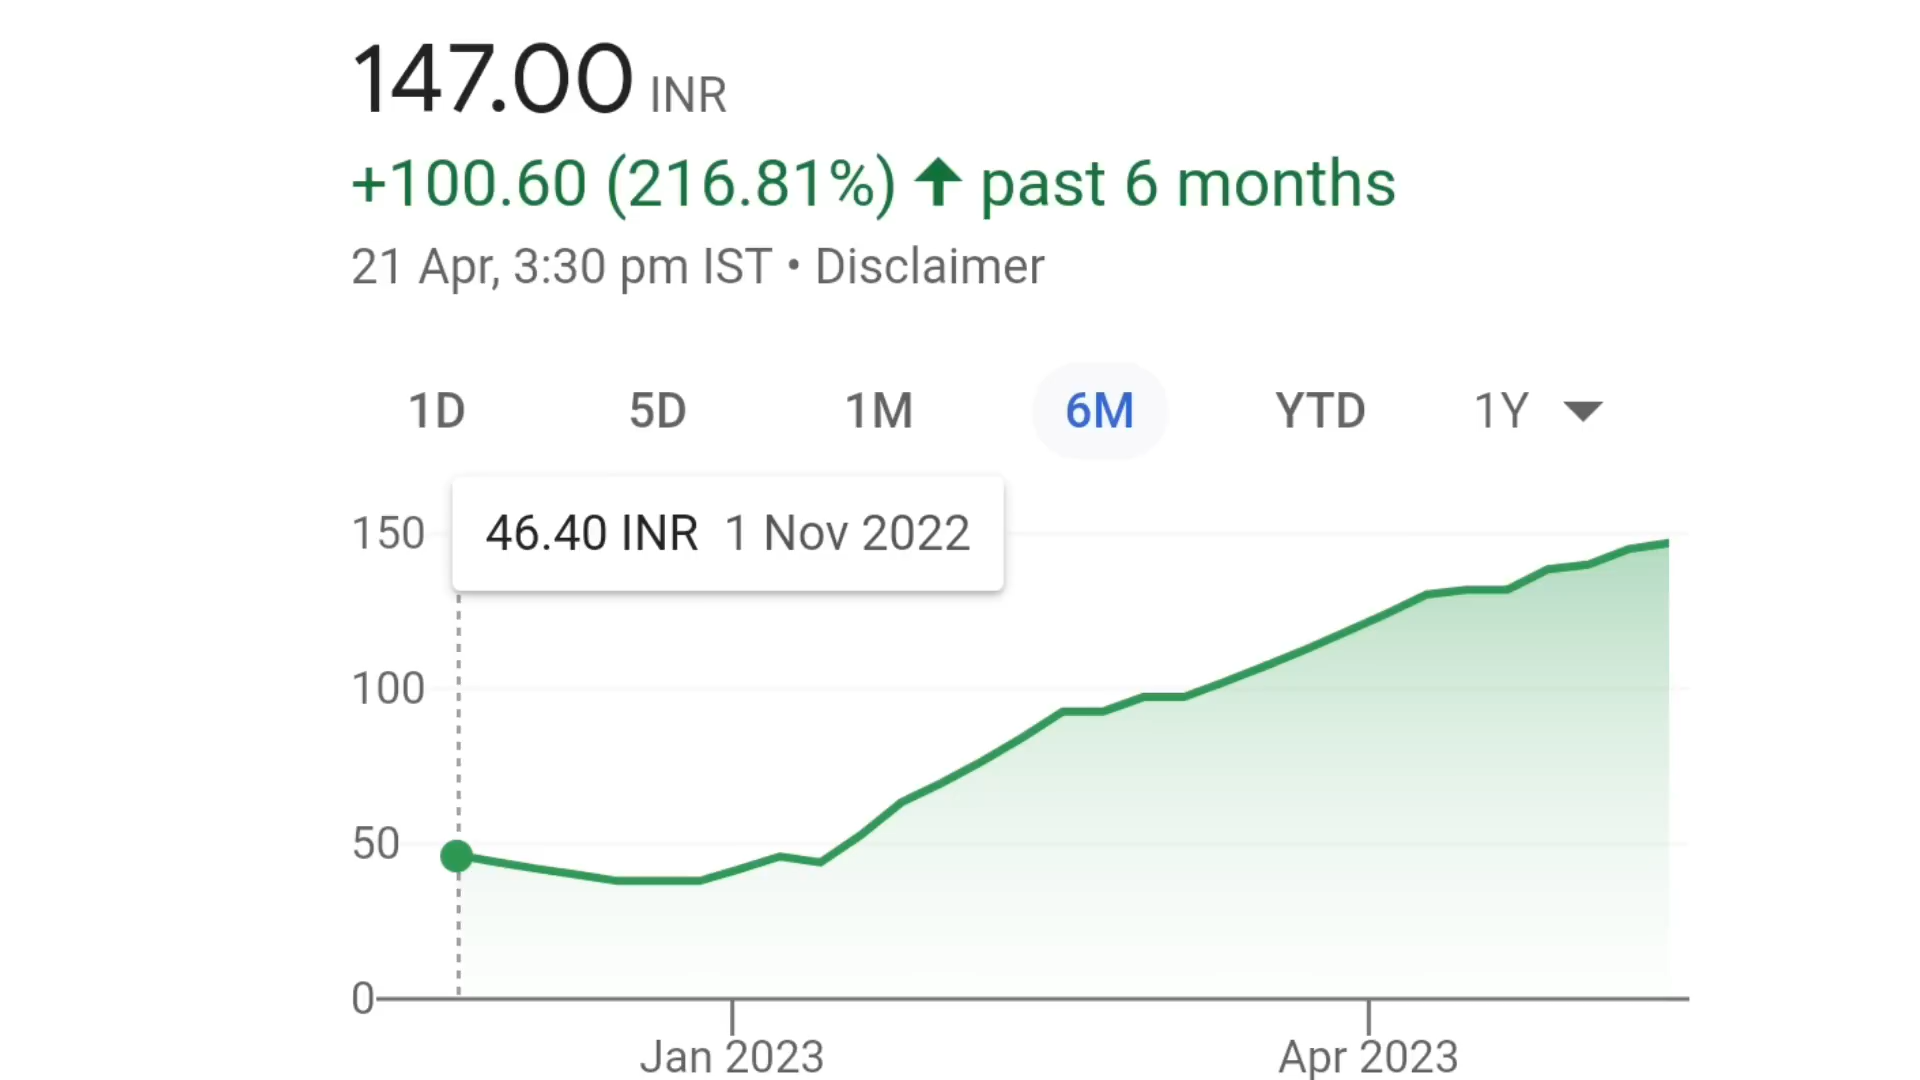 147.00 INR
+100.60 (216.81%) ↑ past 6 months
21 Apr, 3:30 pm IST • Disclaimer
1D 5D 1M 6M YTD 1Y
46.40 INR 1 Nov 2022
150
100
50
0
Jan 2023 Apr 2023